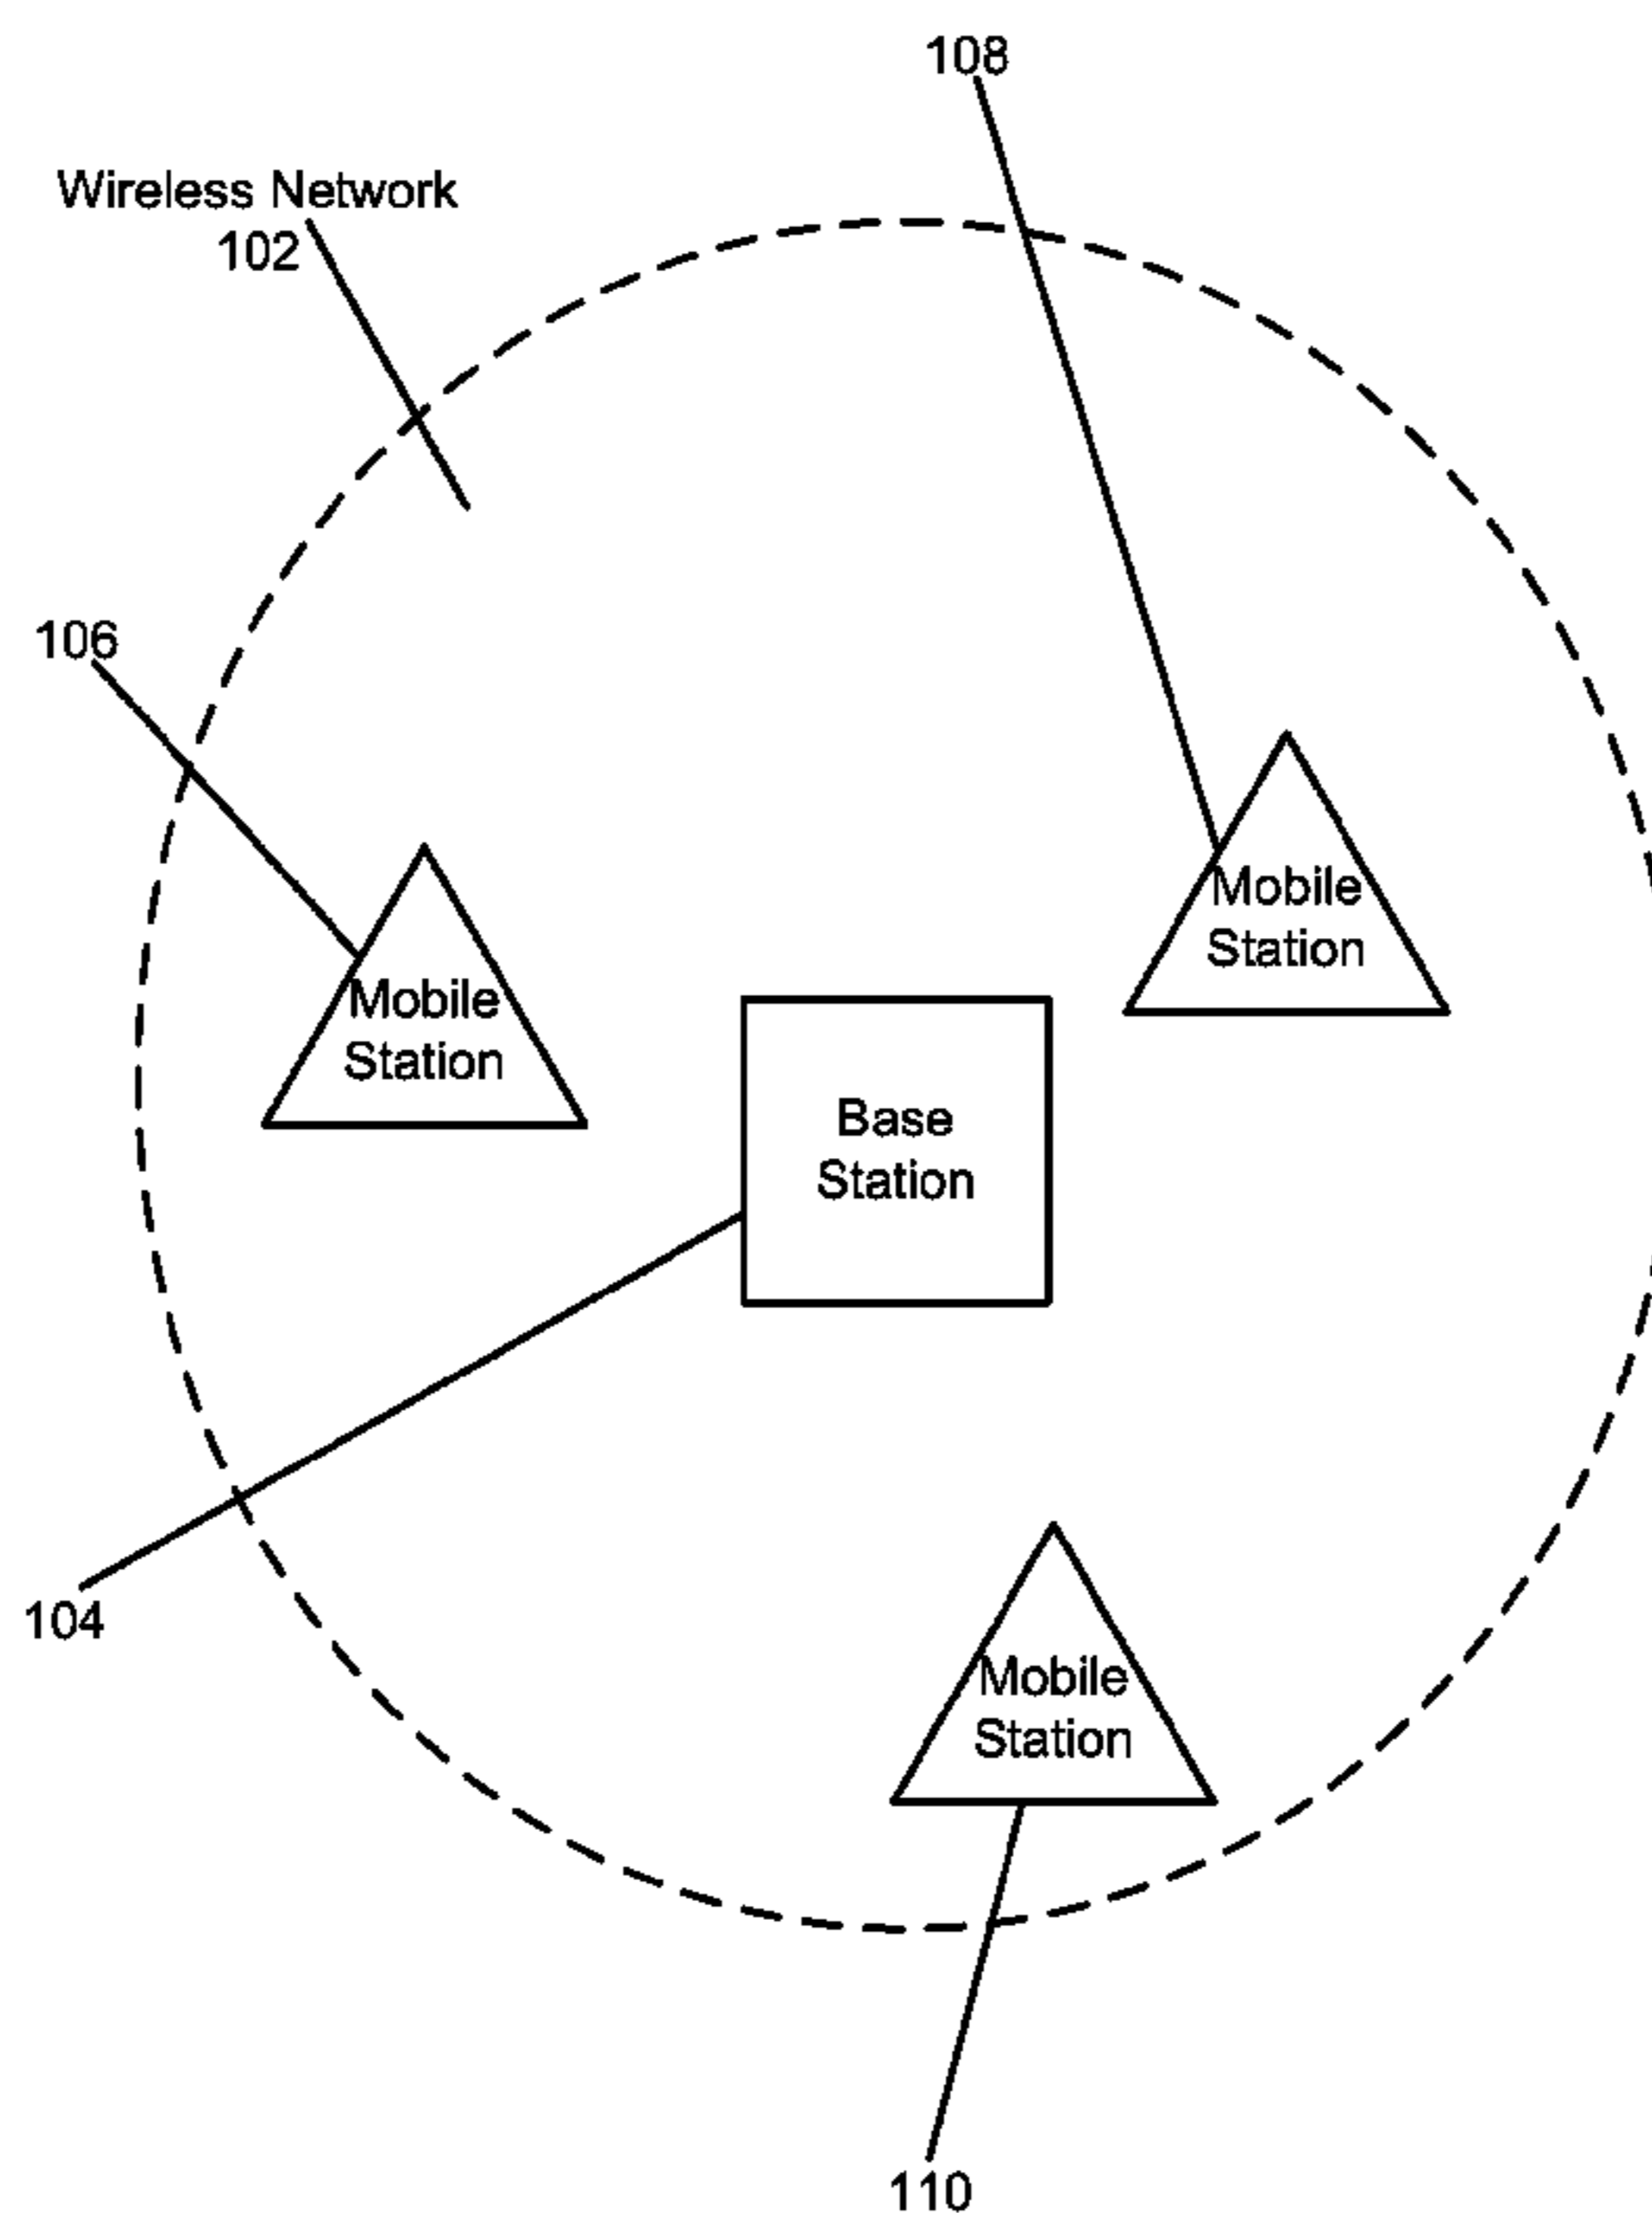 108
Wireless Network
102
106
Mobile
Station
Mobile
Station
Base
Station
104
Mobile
Station
110